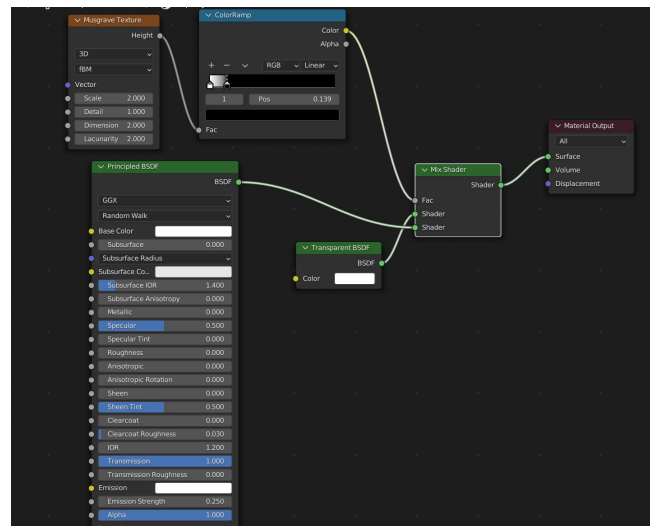 Musgrave Texture
Height
3D
fBM
Vector
Scale 2.000
Detail 1.000
Dimension 2.000
Lacunarity 2.000
ColorRamp
Color
Alpha
+ − RGB Linear
1 Pos 0.139
Fac
Principled BSDF
BSDF
GGX
Random Walk
Base Color
Subsurface 0.000
Subsurface Radius
Subsurface Co...
Subsurface IOR 1.400
Subsurface Anisotropy 0.000
Metallic 0.000
Specular 0.500
Specular Tint 0.000
Roughness 0.000
Anisotropic 0.000
Anisotropic Rotation 0.000
Sheen 0.000
Sheen Tint 0.500
Clearcoat 0.000
Clearcoat Roughness 0.030
IOR 1.200
Transmission 1.000
Transmission Roughness 0.000
Emission
Emission Strength 0.250
Alpha 1.000
Transparent BSDF
BSDF
Color
Mix Shader
Shader
Fac
Shader
Shader
Material Output
All
Surface
Volume
Displacement